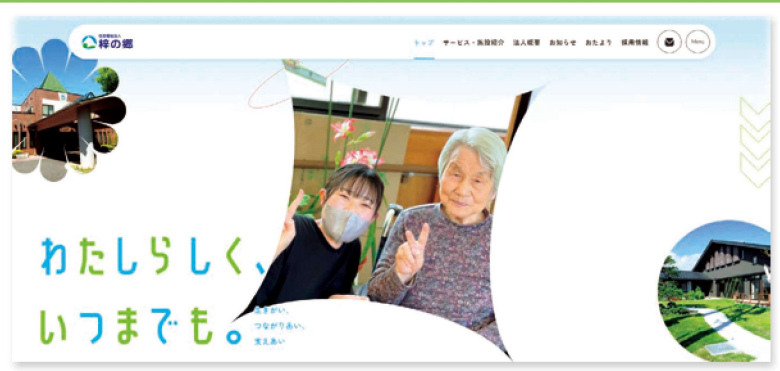 社会福祉法人
梓の郷
トップ サービス・施設紹介 法人概要 お知らせ おたより 採用情報 Menu
わたしらしく、
いつまでも。
生きがい、
つながりあい、
支えあい